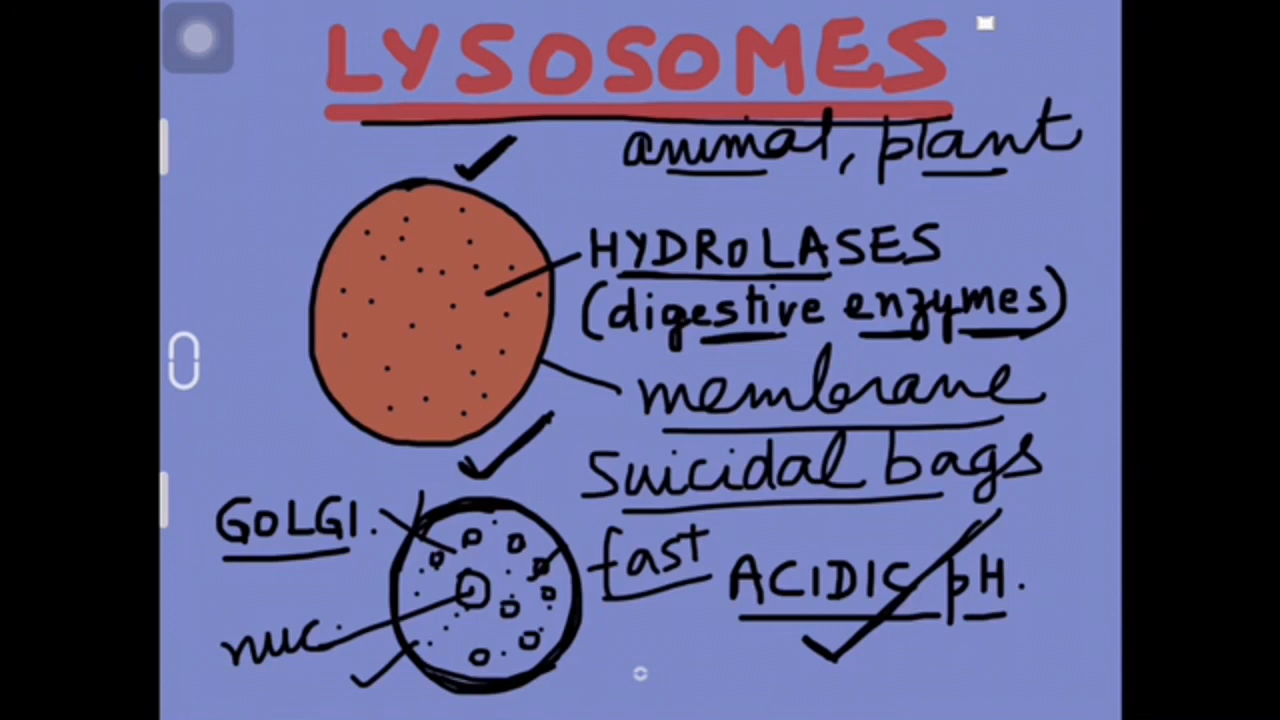 LYSOSOMES
animal, plant
HYDROLASES
(digestive enzymes)
membrane
suicidal bags
GOLGI.
fast
ACIDIC pH.
nuc.